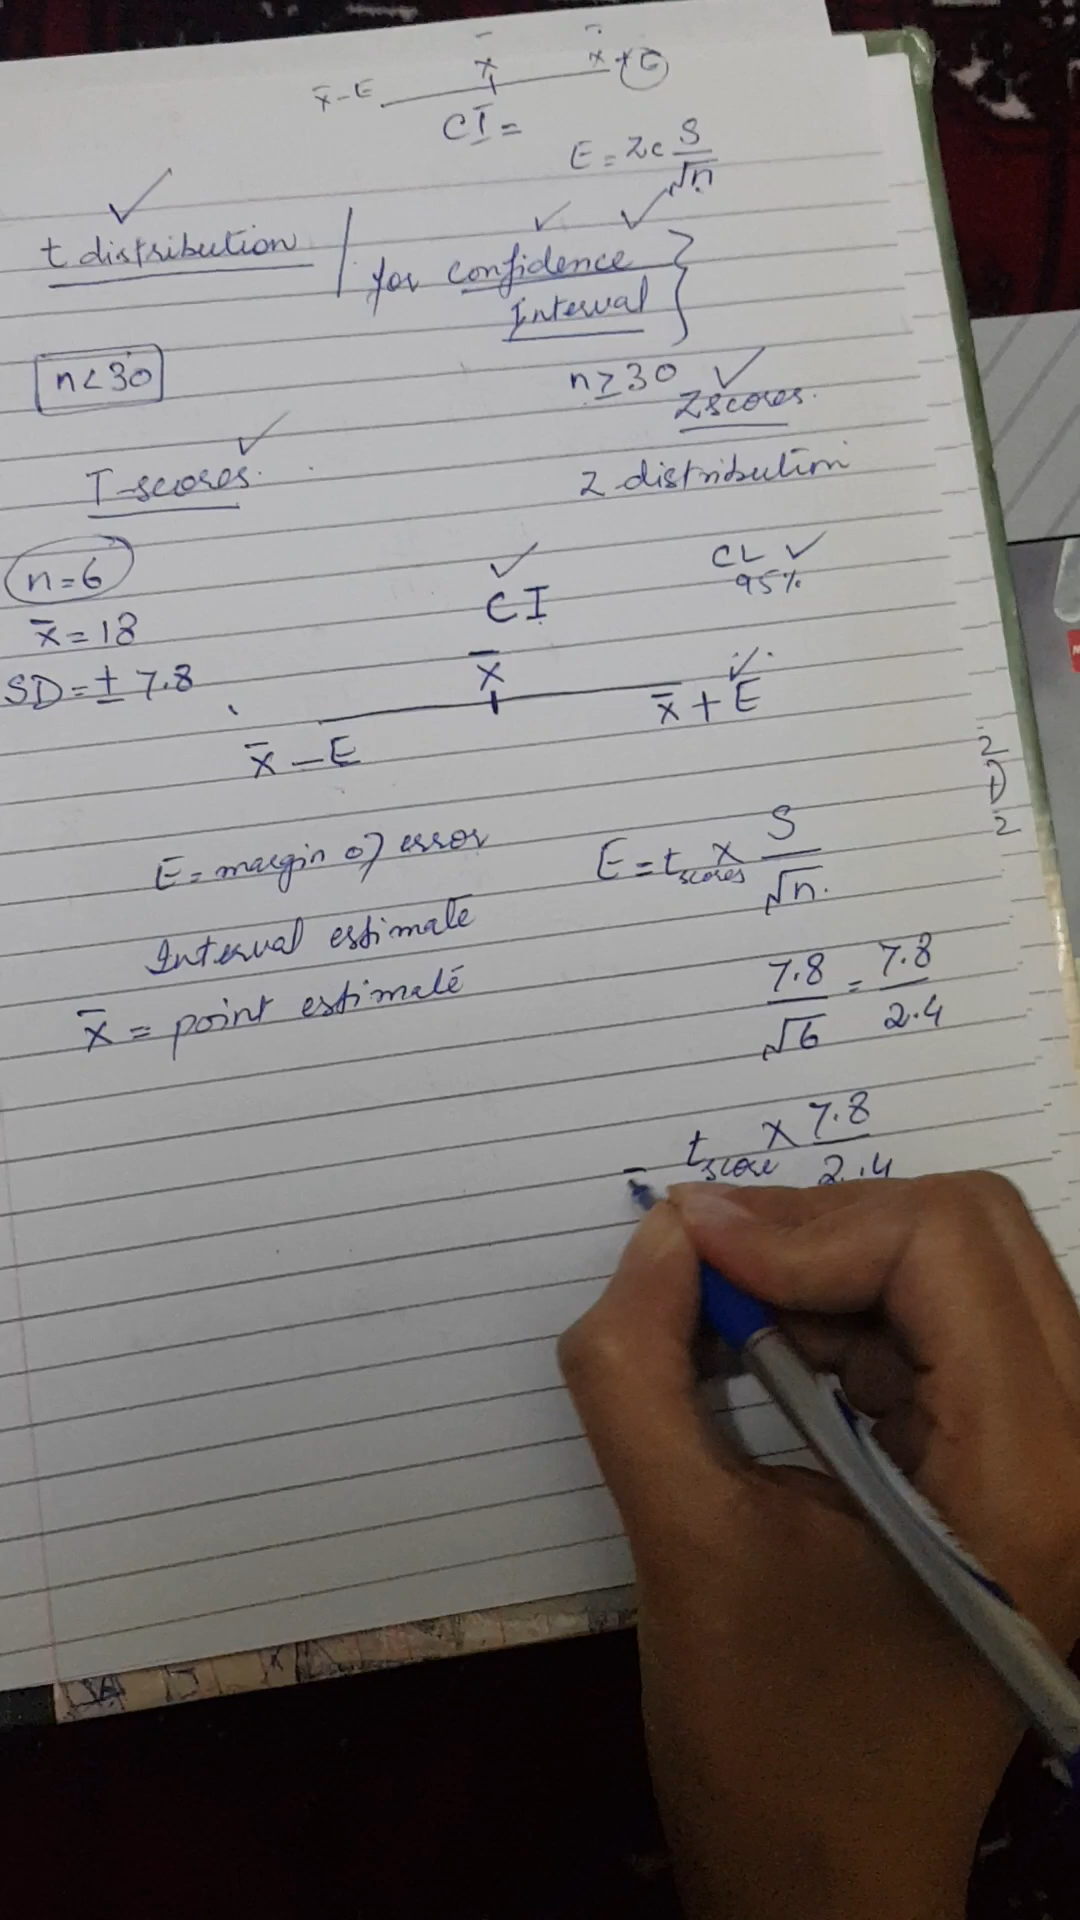 x̄ - E   x̄   x̄ + E
CI =
E = Zc S/√n
t distribution / for confidence Interval }
n < 30
n ≥ 30
Z scores.
T-scores.
Z distribution
n = 6
CI
CL
95%
x̄ = 18
SD = ± 7.8
x̄
x̄ - E
x̄ + E
E = margin of error
E = t scores × S/√n.
Interval estimate
x̄ = point estimate
7.8/√6 = 7.8/2.4
t score × 7.8/2.4